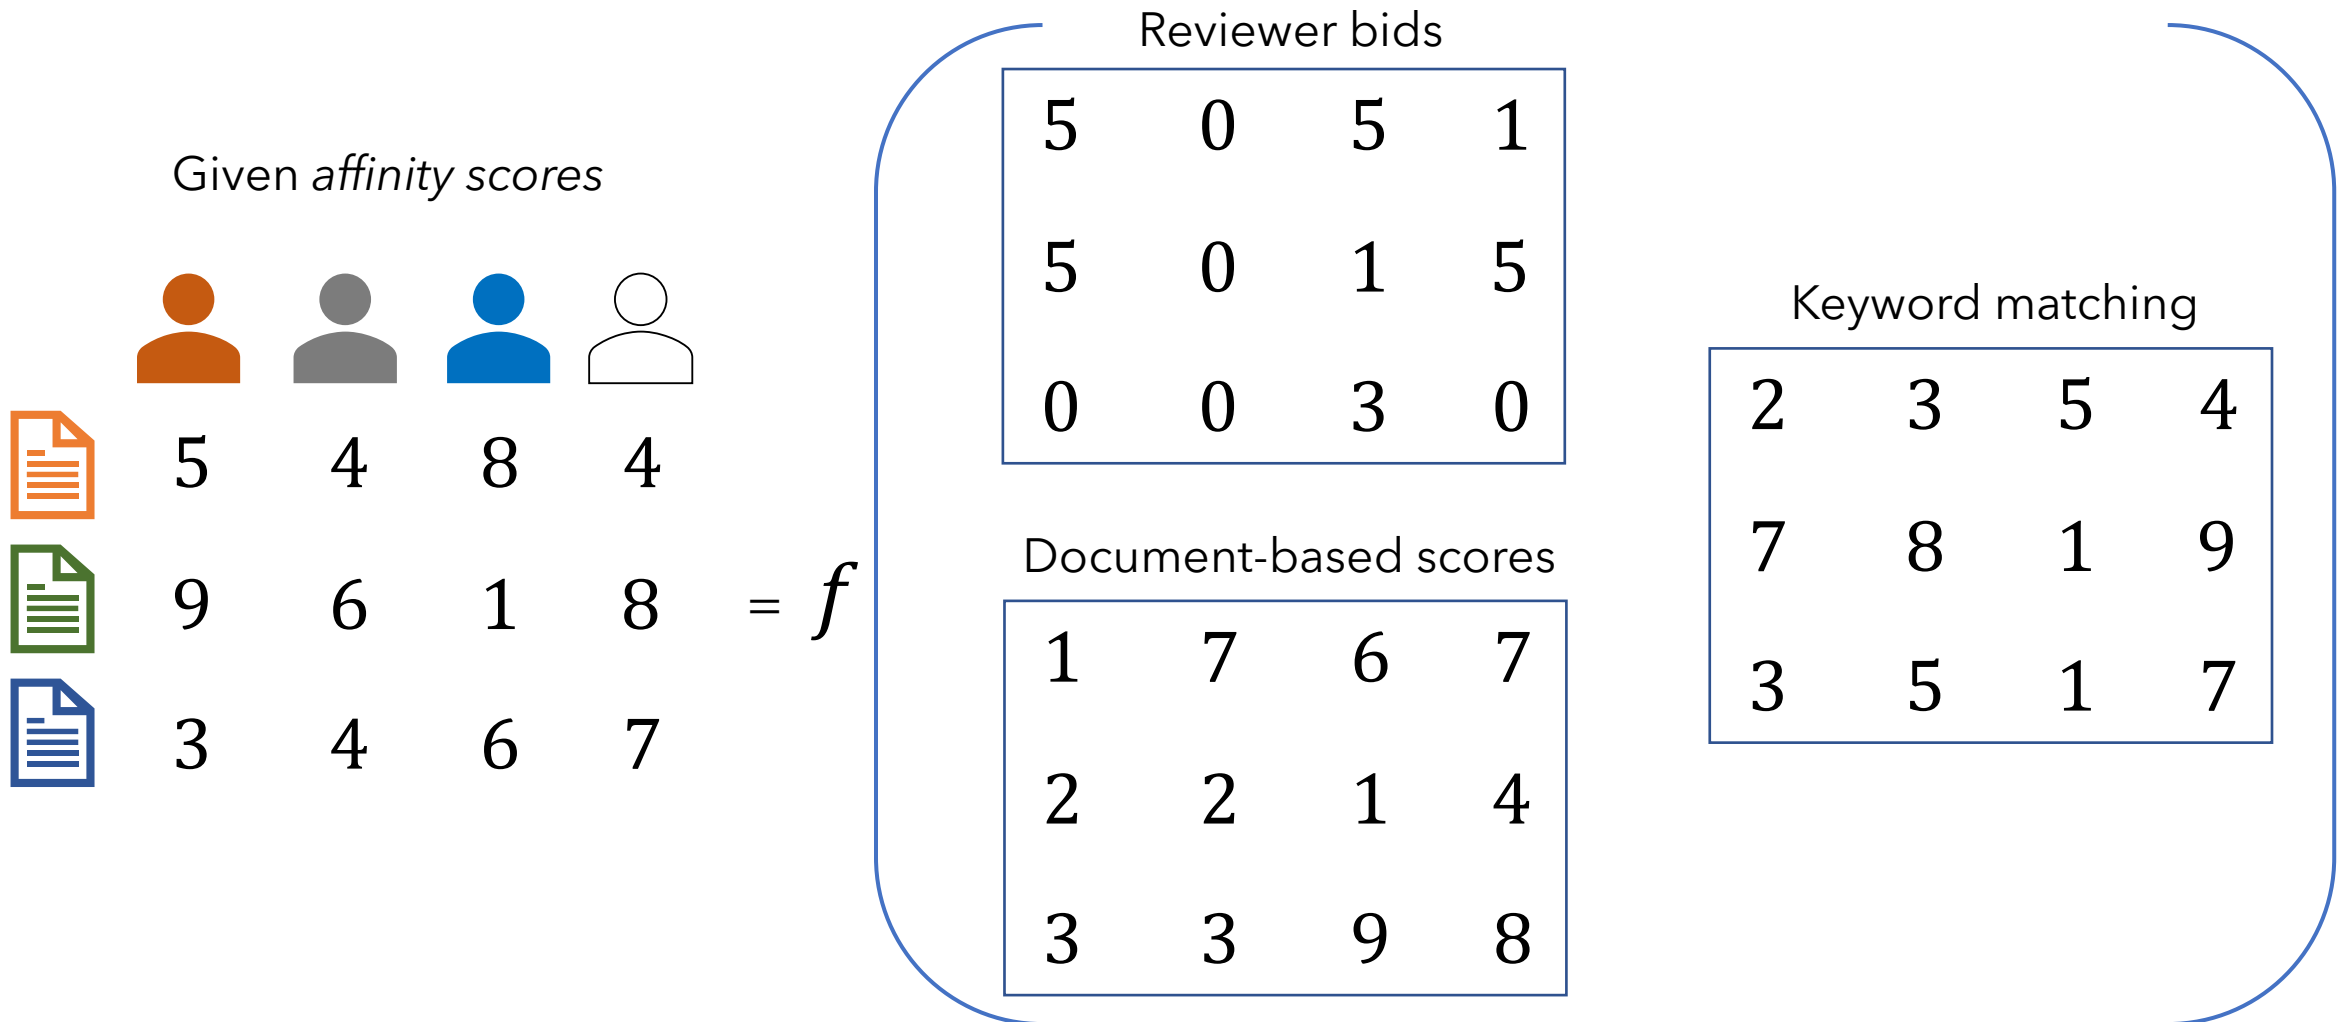 Given affinity scores
5 4 8 4
9 6 1 8
3 4 6 7
= f
Reviewer bids
5 0 5 1
5 0 1 5
0 0 3 0
Document-based scores
1 7 6 7
2 2 1 4
3 3 9 8
Keyword matching
2 3 5 4
7 8 1 9
3 5 1 7